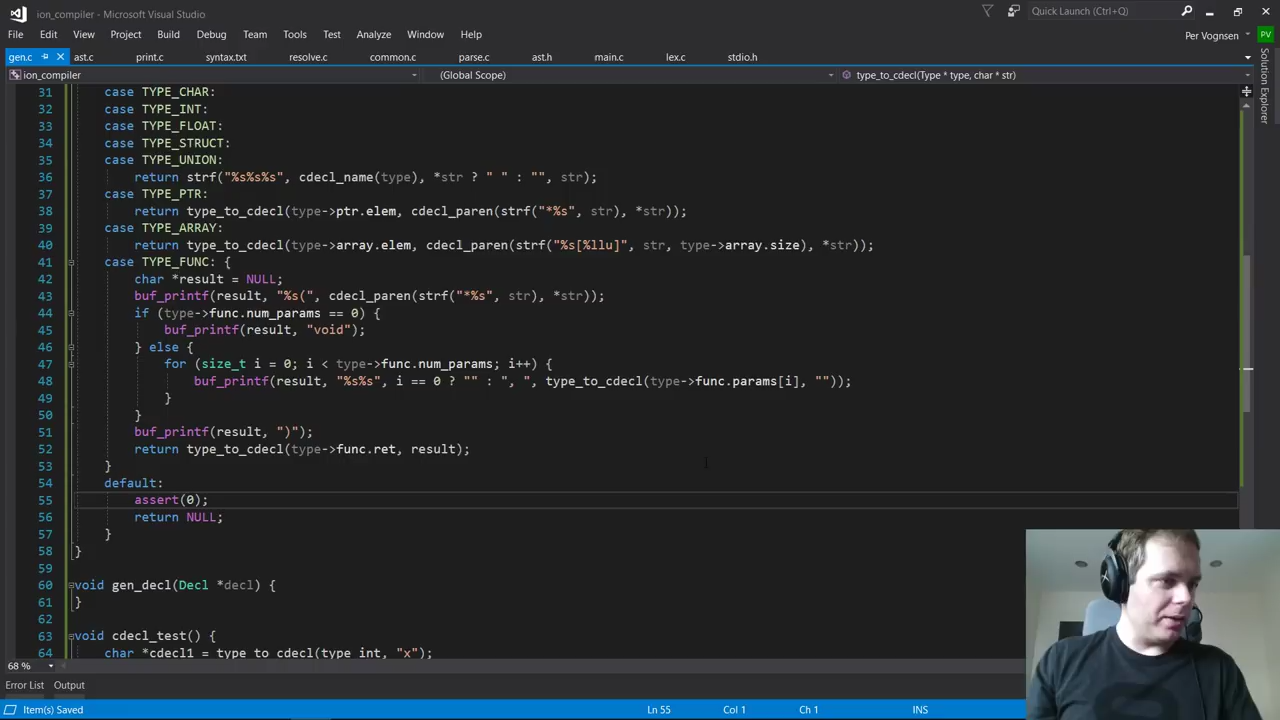 ion_compiler - Microsoft Visual Studio
Quick Launch (Ctrl+Q)
File Edit View Project Build Debug Team Tools Test Analyze Window Help
Per Vognsen
PV
gen.c ast.c print.c syntax.txt resolve.c common.c parse.c ast.h main.c lex.c stdio.h
Solution Explorer
ion_compiler (Global Scope) type_to_cdecl(Type * type, char * str)
31 case TYPE_CHAR:
32 case TYPE_INT:
33 case TYPE_FLOAT:
34 case TYPE_STRUCT:
35 case TYPE_UNION:
36 return strf("%s%s%s", cdecl_name(type), *str ? " " : "", str);
37 case TYPE_PTR:
38 return type_to_cdecl(type->ptr.elem, cdecl_paren(strf("*%s", str), *str));
39 case TYPE_ARRAY:
40 return type_to_cdecl(type->array.elem, cdecl_paren(strf("%s[%llu]", str, type->array.size), *str));
41 case TYPE_FUNC: {
42 char *result = NULL;
43 buf_printf(result, "%s(", cdecl_paren(strf("*%s", str), *str));
44 if (type->func.num_params == 0) {
45 buf_printf(result, "void");
46 } else {
47 for (size_t i = 0; i < type->func.num_params; i++) {
48 buf_printf(result, "%s%s", i == 0 ? "" : ", ", type_to_cdecl(type->func.params[i], ""));
49 }
50 }
51 buf_printf(result, ")");
52 return type_to_cdecl(type->func.ret, result);
53 }
54 default:
55 assert(0);
56 return NULL;
57 }
58 }
59
60 void gen_decl(Decl *decl) {
61 }
62
63 void cdecl_test() {
64 char *cdecl1 = type_to_cdecl(type_int, "x");
68 %
Error List Output
Item(s) Saved Ln 55 Col 1 Ch 1 INS